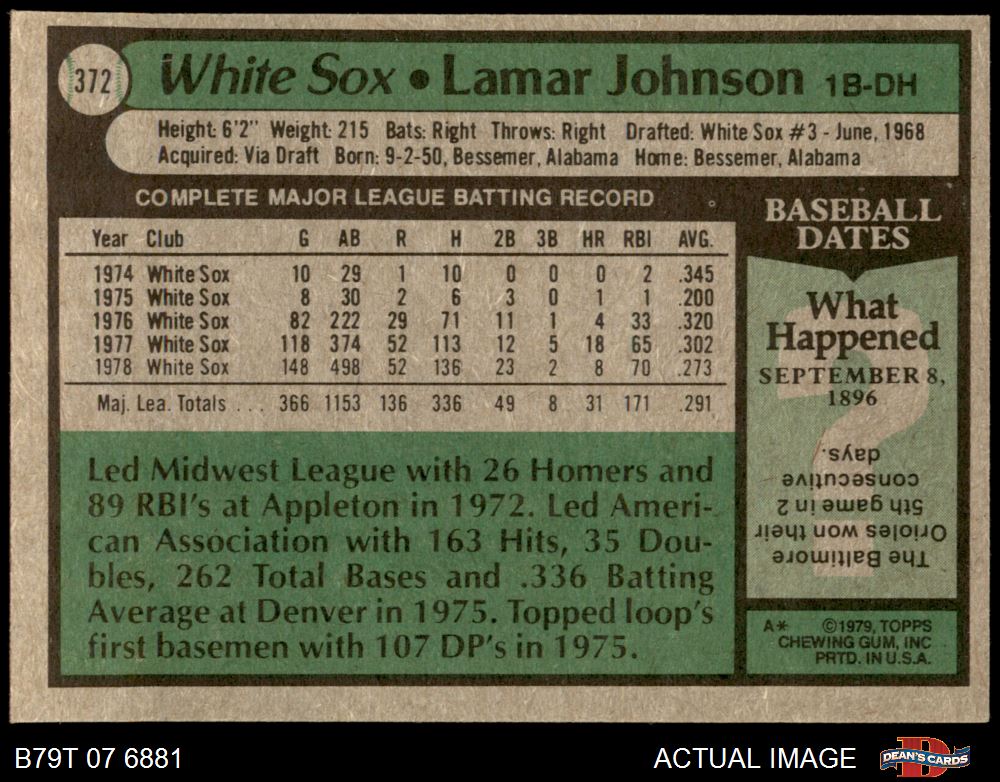 372
White Sox • Lamar Johnson 1B-DH
Height: 6'2" Weight: 215 Bats: Right Throws: Right Drafted: White Sox #3 - June, 1968
Acquired: Via Draft Born: 9-2-50, Bessemer, Alabama Home: Bessemer, Alabama
COMPLETE MAJOR LEAGUE BATTING RECORD
Year Club G AB R H 2B 3B HR RBI AVG.
1974 White Sox 10 29 1 10 0 0 0 2 .345
1975 White Sox 8 30 2 6 3 0 1 1 .200
1976 White Sox 82 222 29 71 11 1 4 33 .320
1977 White Sox 118 374 52 113 12 5 18 65 .302
1978 White Sox 148 498 52 136 23 2 8 70 .273
Maj. Lea. Totals . . . 366 1153 136 336 49 8 31 171 .291
Led Midwest League with 26 Homers and
89 RBI's at Appleton in 1972. Led Ameri-
can Association with 163 Hits, 35 Dou-
bles, 262 Total Bases and .336 Batting
Average at Denver in 1975. Topped loop's
first basemen with 107 DP's in 1975.
BASEBALL
DATES
What
Happened
SEPTEMBER 8,
1896
The Baltimore
Orioles won their
5th game in 2
consecutive
days.
A* ©1979, TOPPS
CHEWING GUM, INC
PRTD. IN U.S.A.
B79T 07 6881
ACTUAL IMAGE
DEAN'S CARDS